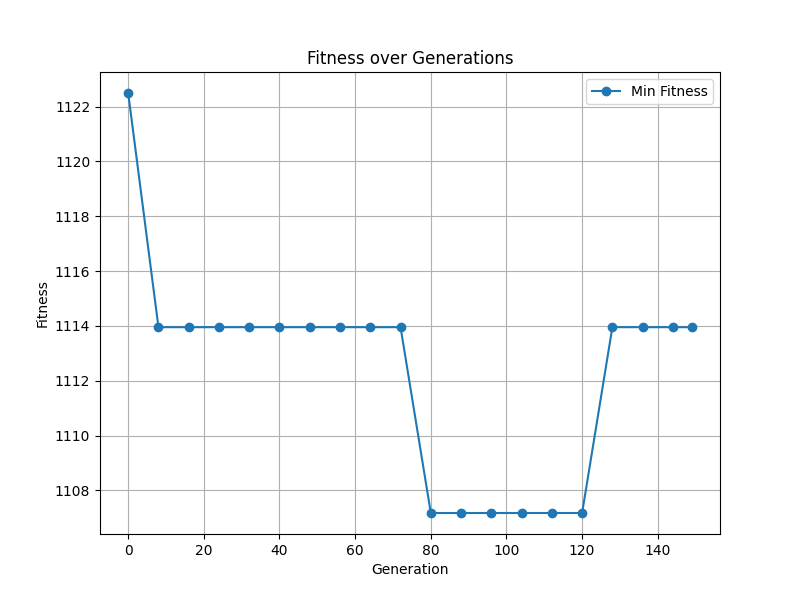 Fitness over Generations
Min Fitness
1122
1120
1118
1116
1114
1112
1110
1108
Fitness
0 20 40 60 80 100 120 140
Generation